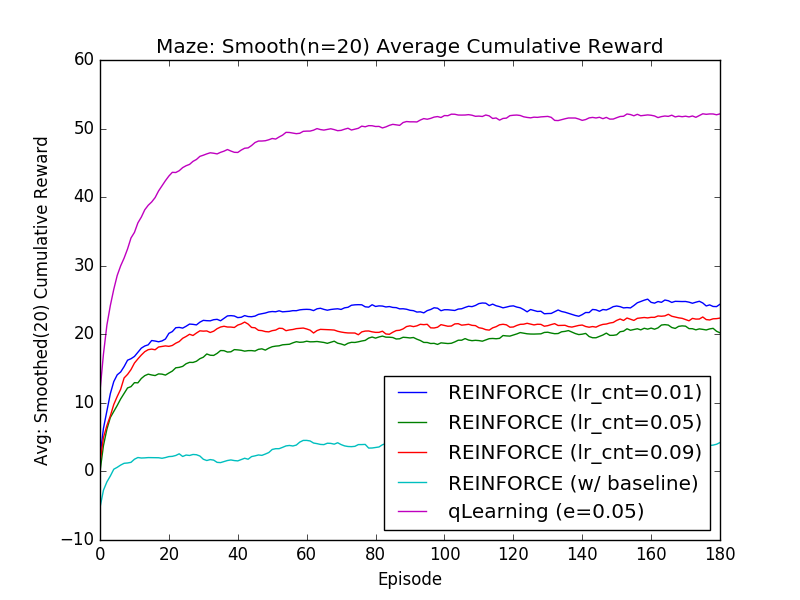 Maze: Smooth(n=20) Average Cumulative Reward
60
50
40
30
20
10
0
−10
Avg: Smoothed(20) Cumulative Reward
REINFORCE (lr_cnt=0.01)
REINFORCE (lr_cnt=0.05)
REINFORCE (lr_cnt=0.09)
REINFORCE (w/ baseline)
qLearning (e=0.05)
0 20 40 60 80 100 120 140 160 180
Episode